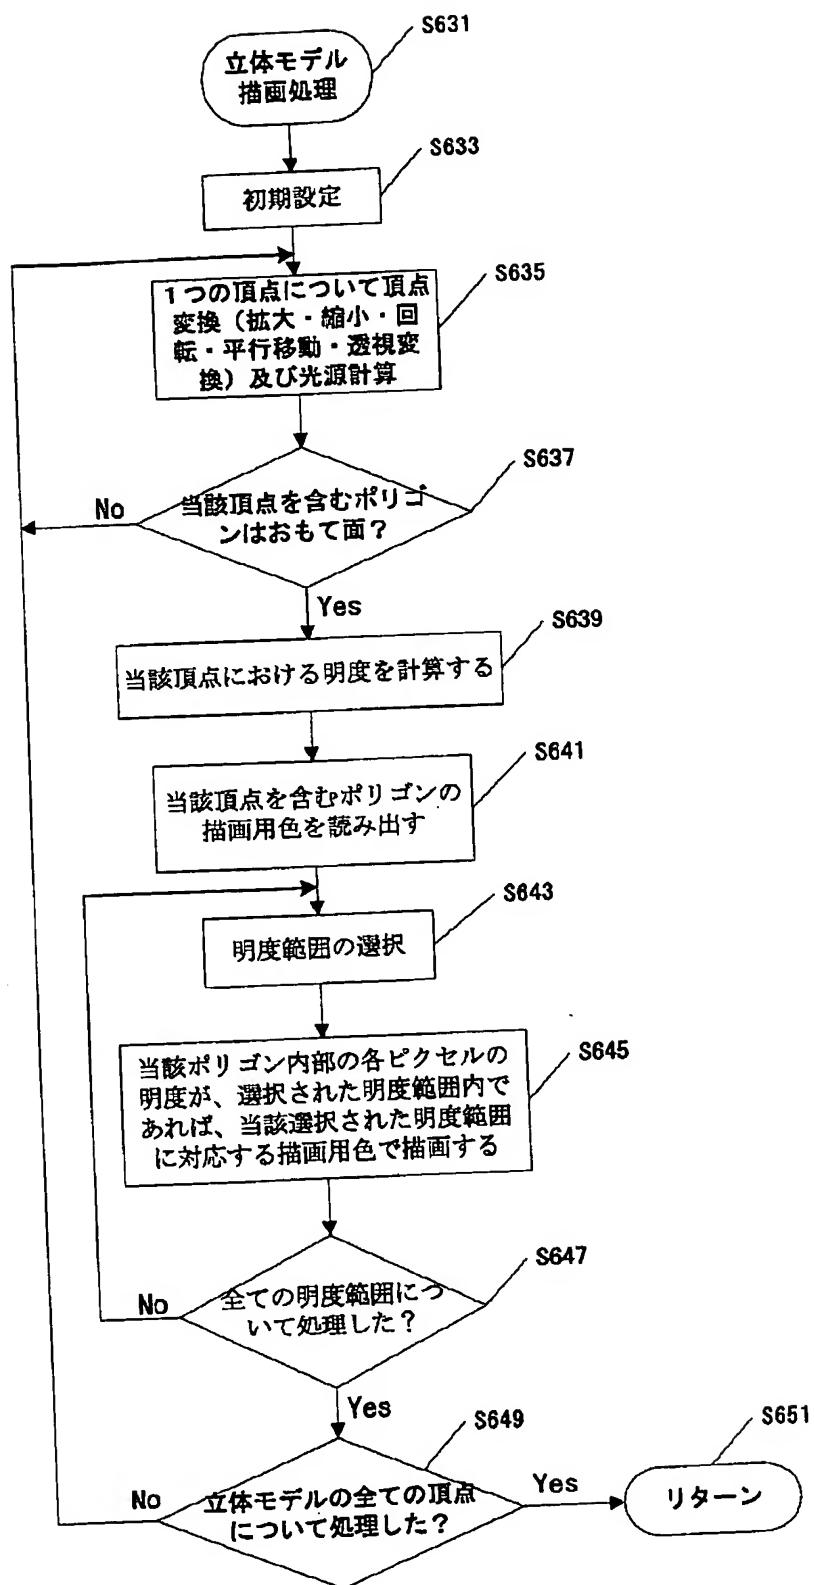 S631
立体モデル
描画処理
S633
初期設定
S635
1つの頂点について頂点
変換(拡大・縮小・回
転・平行移動・透視変
換)及び光源計算
S637
当該頂点を含むポリゴ
ンはおもて面?
No
Yes
S639
当該頂点における明度を計算する
S641
当該頂点を含むポリゴンの
描画用色を読み出す
S643
明度範囲の選択
S645
当該ポリゴン内部の各ピクセルの
明度が、選択された明度範囲内で
あれば、当該選択された明度範囲
に対応する描画用色で描画する
S647
全ての明度範囲につ
いて処理した?
No
Yes
S649
立体モデルの全ての頂点
について処理した?
No
Yes
S651
リターン